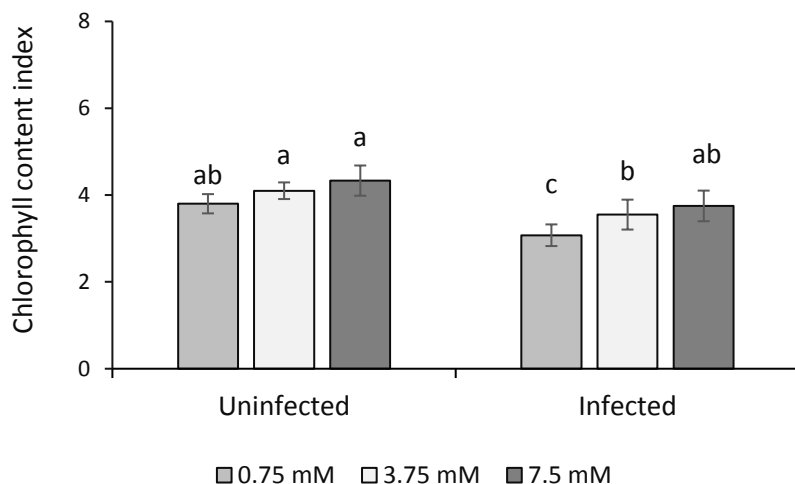 Chlorophyll content index
8
6
4
2
0
ab
a
a
c
b
ab
Uninfected
Infected
0.75 mM 3.75 mM 7.5 mM